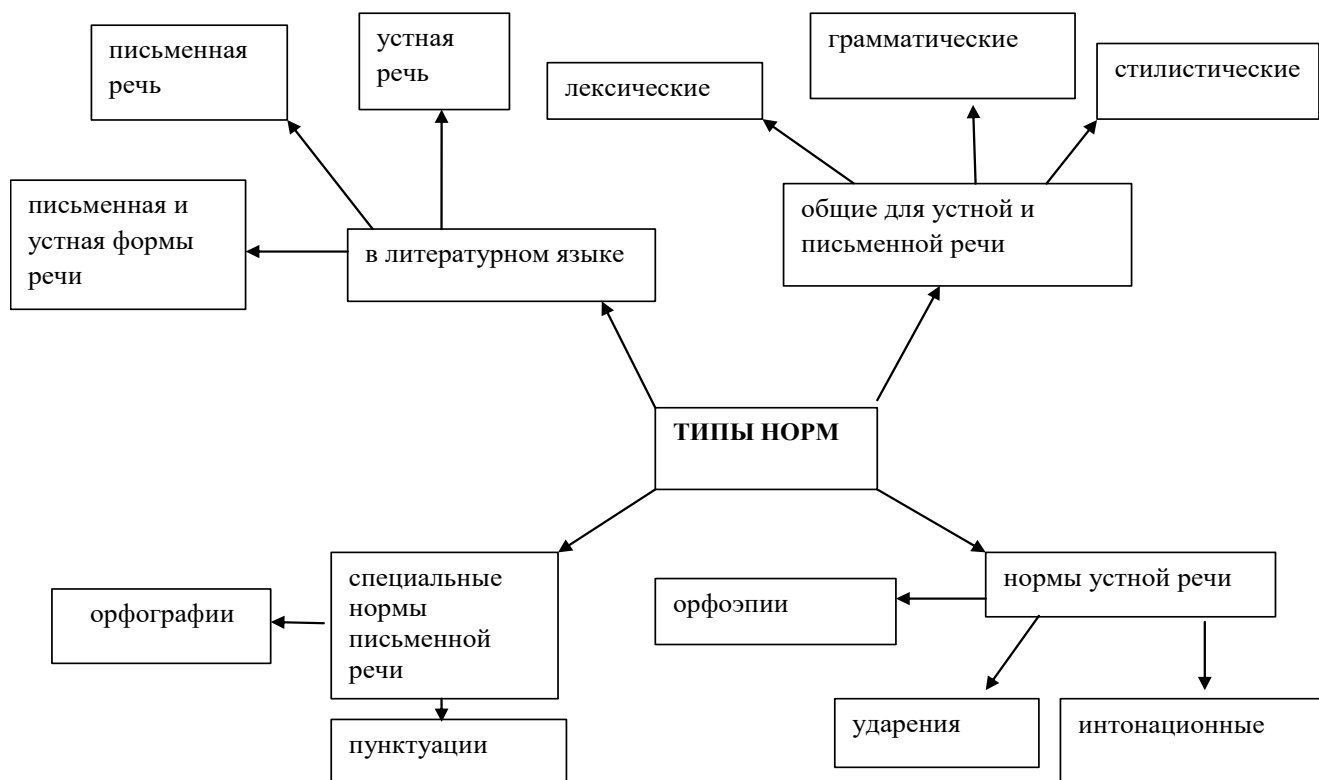 письменная
речь
устная
речь
лексические
грамматические
стилистические
письменная и
устная формы
речи
в литературном языке
общие для устной и
письменной речи
ТИПЫ НОРМ
орфографии
специальные
нормы
письменной
речи
пунктуации
орфоэпии
нормы устной речи
ударения
интонационные